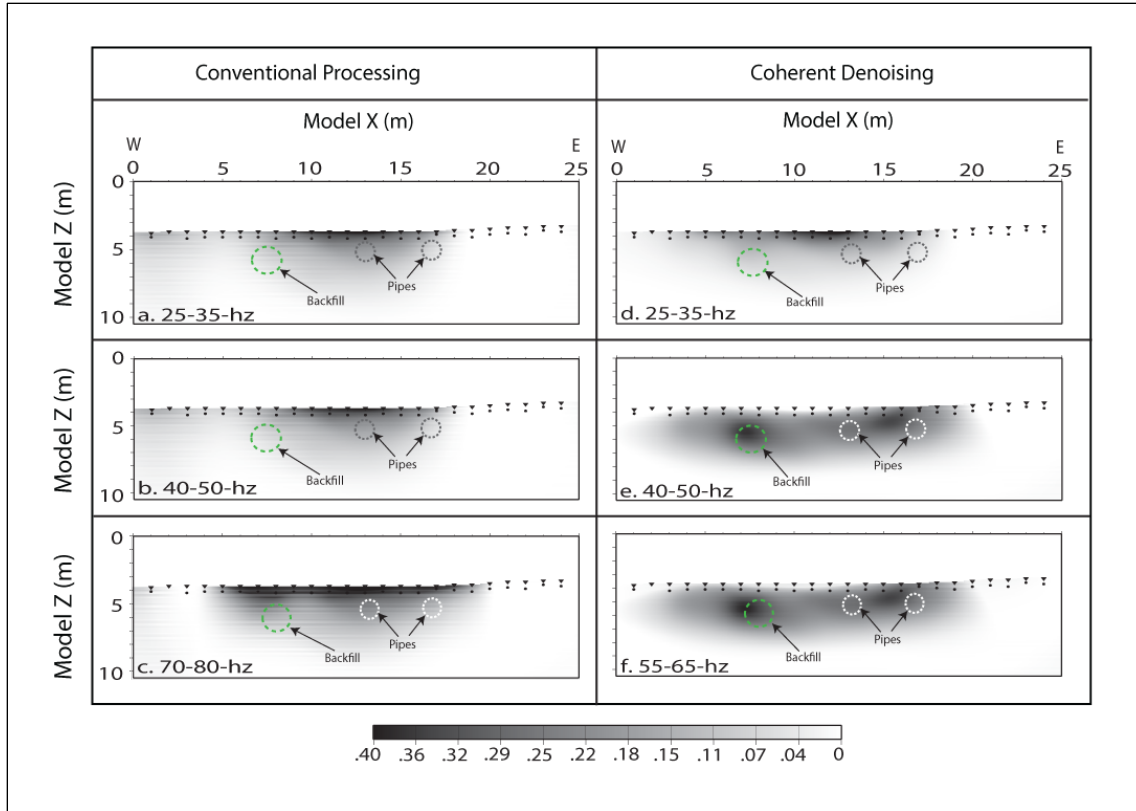 Conventional Processing
Coherent Denoising
Model X (m)
Model X (m)
W E
W E
0 5 10 15 20 25
0 5 10 15 20 25
Model Z (m)
0
5
10
Backfill
Pipes
a. 25-35-hz
Backfill
Pipes
d. 25-35-hz
Model Z (m)
0
5
10
Backfill
Pipes
b. 40-50-hz
Backfill
Pipes
e. 40-50-hz
Model Z (m)
0
5
10
Backfill
Pipes
c. 70-80-hz
Backfill
Pipes
f. 55-65-hz
.40 .36 .32 .29 .25 .22 .18 .15 .11 .07 .04 0